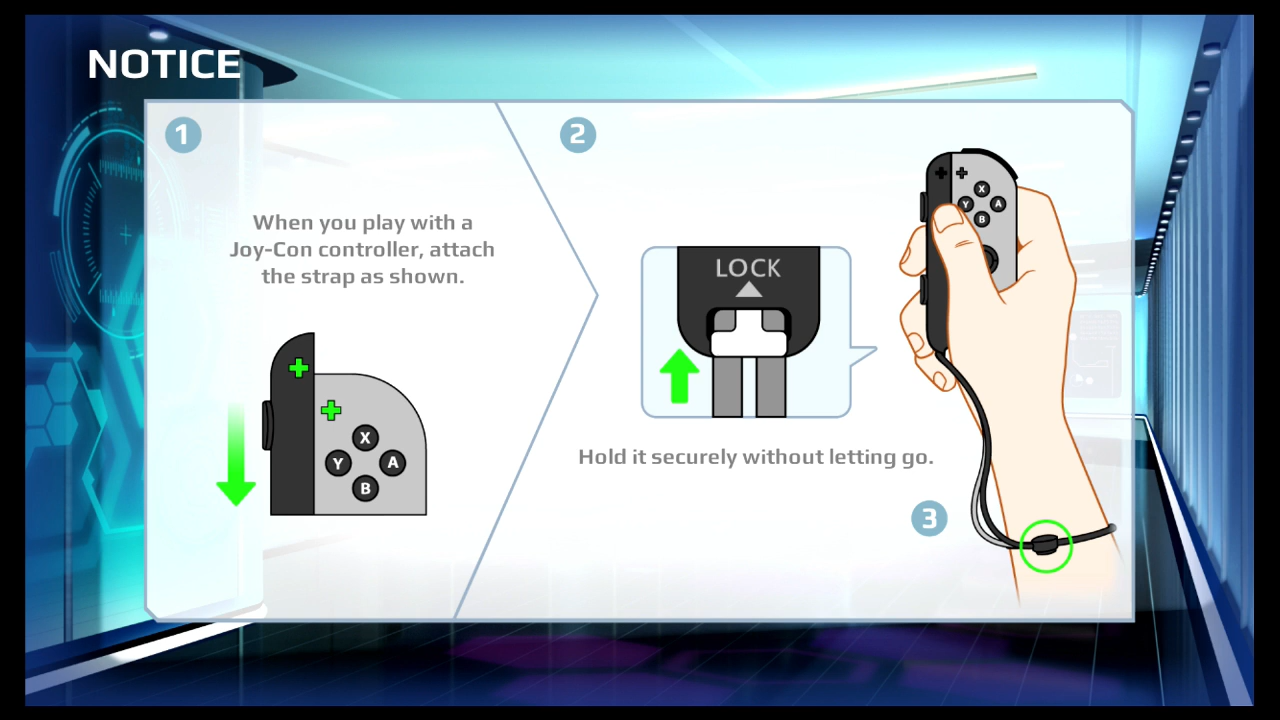 NOTICE
1
When you play with a
Joy-Con controller, attach
the strap as shown.
X
Y
A
B
2
LOCK
Hold it securely without letting go.
X
Y
A
B
3